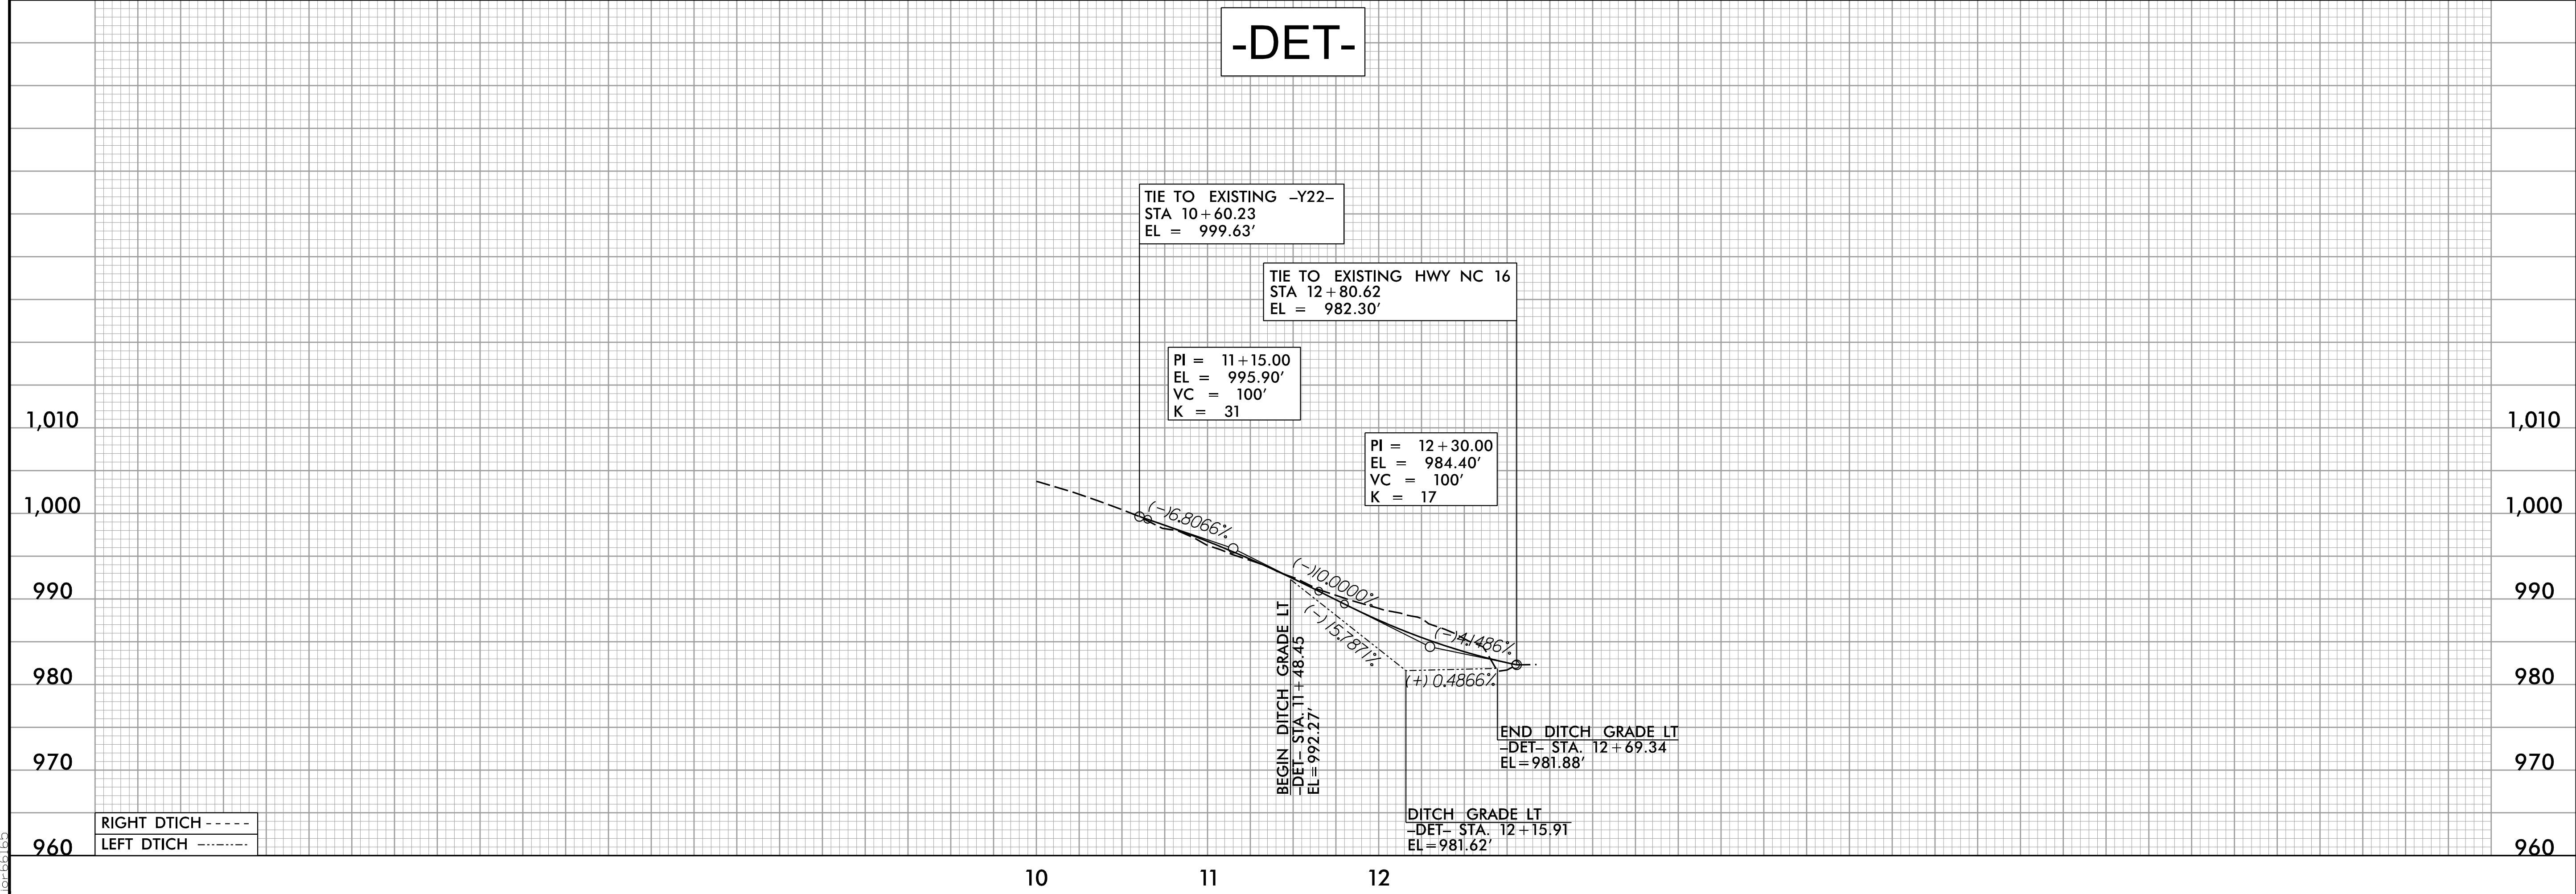 -DET-
TIE TO EXISTING –Y22–
STA 10+60.23
EL = 999.63′
TIE TO EXISTING HWY NC 16
STA 12+80.62
EL = 982.30′
PI = 11+15.00
EL = 995.90′
VC = 100′
K = 31
PI = 12+30.00
EL = 984.40′
VC = 100′
K = 17
1,010
1,010
1,000
1,000
990
990
980
980
970
970
960
960
(-)6.8066%
(-)10.0000%
(-)15.7871%
(-)4.1486%
(+) 0.4866%
BEGIN DITCH GRADE LT
–DET– STA. 11+48.45
EL=992.27′
END DITCH GRADE LT
–DET– STA. 12+69.34
EL=981.88′
DITCH GRADE LT
–DET– STA. 12+15.91
EL=981.62′
RIGHT DTICH
LEFT DTICH
10 11 12